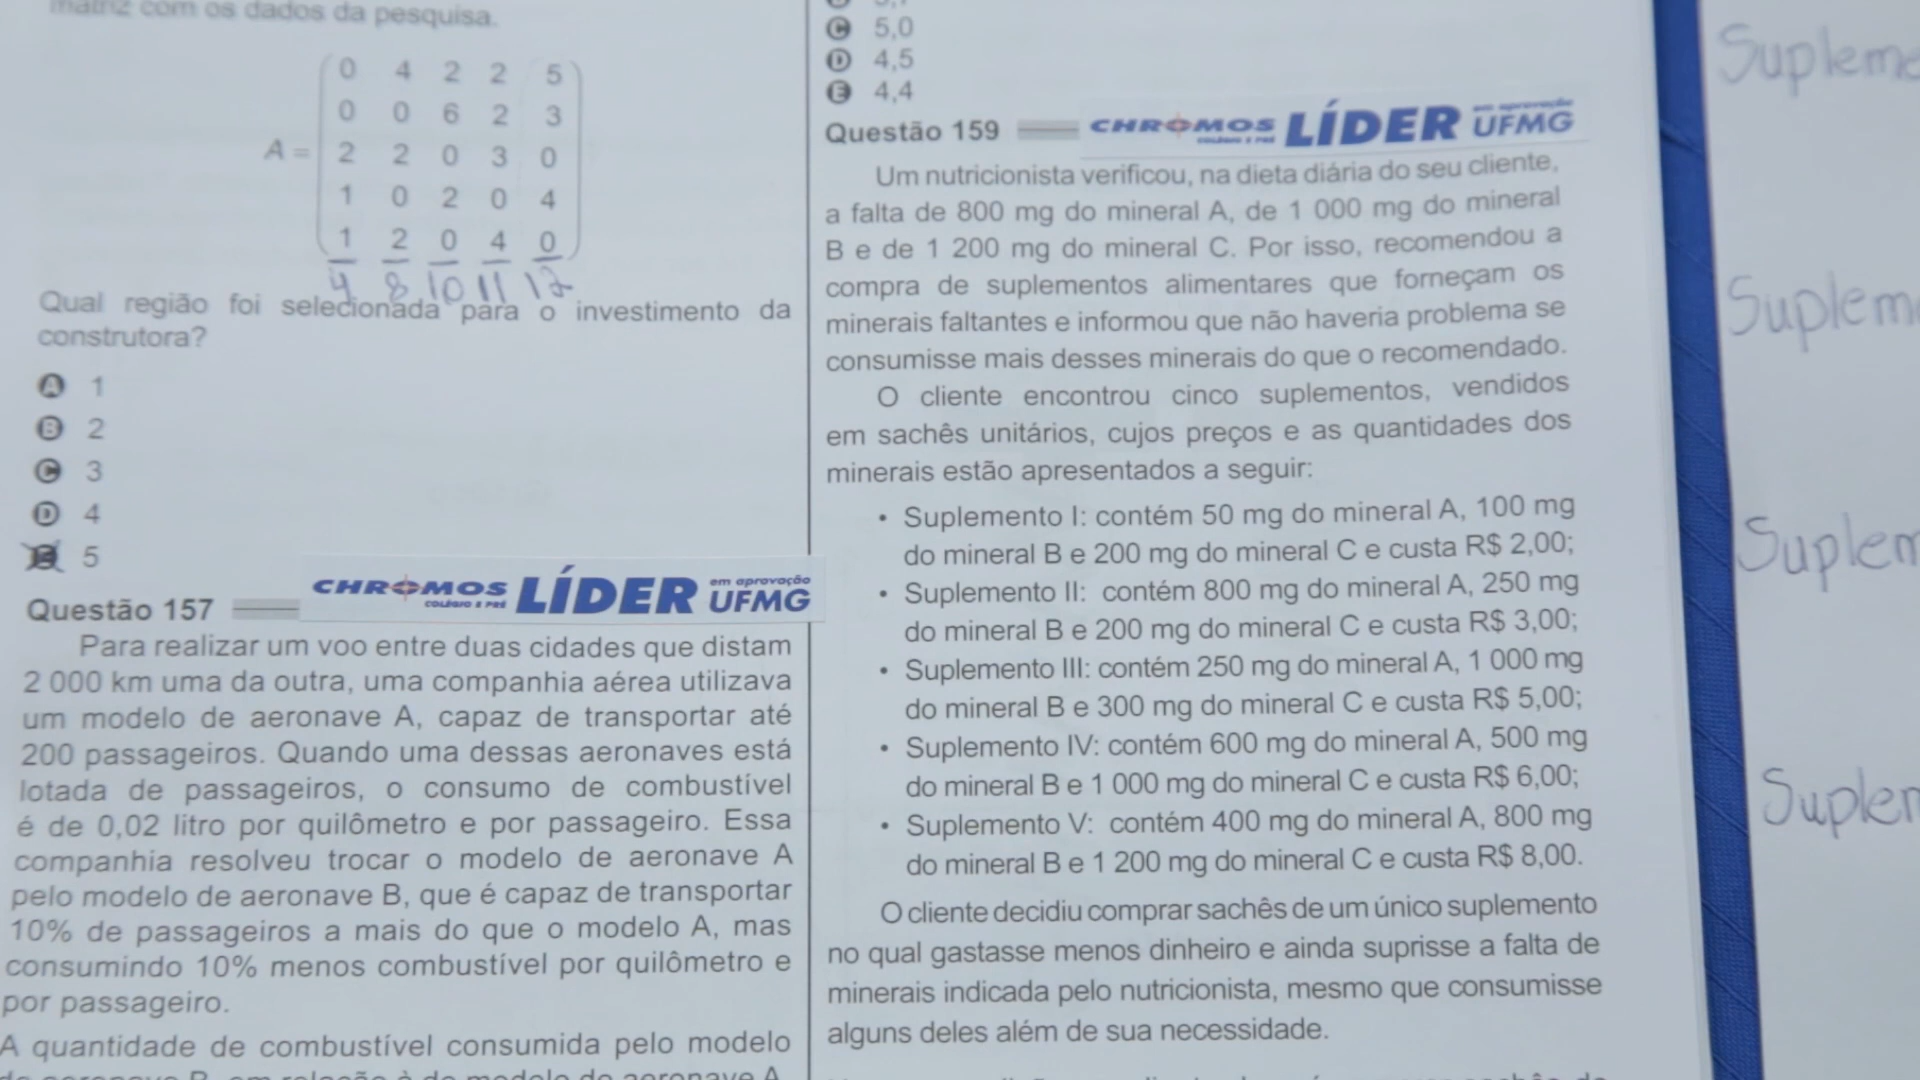 matriz com os dados da pesquisa.
A =
0 4 2 2 5
0 0 6 2 3
2 2 0 3 0
1 0 2 0 4
1 2 0 4 0
4 8 10 11 12
Qual região foi selecionada para o investimento da
construtora?
A 1
B 2
C 3
D 4
E 5
Questão 157
CHROMOS COLÉGIO E PRÉ LÍDER em aprovação UFMG
Para realizar um voo entre duas cidades que distam
2 000 km uma da outra, uma companhia aérea utilizava
um modelo de aeronave A, capaz de transportar até
200 passageiros. Quando uma dessas aeronaves está
lotada de passageiros, o consumo de combustível
é de 0,02 litro por quilômetro e por passageiro. Essa
companhia resolveu trocar o modelo de aeronave A
pelo modelo de aeronave B, que é capaz de transportar
10% de passageiros a mais do que o modelo A, mas
consumindo 10% menos combustível por quilômetro e
por passageiro.
A quantidade de combustível consumida pelo modelo
de aeronave B, em relação à do modelo de aeronave A,
C 5,0
D 4,5
E 4,4
Questão 159
CHROMOS COLÉGIO E PRÉ LÍDER em aprovação UFMG
Um nutricionista verificou, na dieta diária do seu cliente,
a falta de 800 mg do mineral A, de 1 000 mg do mineral
B e de 1 200 mg do mineral C. Por isso, recomendou a
compra de suplementos alimentares que forneçam os
minerais faltantes e informou que não haveria problema se
consumisse mais desses minerais do que o recomendado.
O cliente encontrou cinco suplementos, vendidos
em sachês unitários, cujos preços e as quantidades dos
minerais estão apresentados a seguir:
• Suplemento I: contém 50 mg do mineral A, 100 mg
do mineral B e 200 mg do mineral C e custa R$ 2,00;
• Suplemento II: contém 800 mg do mineral A, 250 mg
do mineral B e 200 mg do mineral C e custa R$ 3,00;
• Suplemento III: contém 250 mg do mineral A, 1 000 mg
do mineral B e 300 mg do mineral C e custa R$ 5,00;
• Suplemento IV: contém 600 mg do mineral A, 500 mg
do mineral B e 1 000 mg do mineral C e custa R$ 6,00;
• Suplemento V: contém 400 mg do mineral A, 800 mg
do mineral B e 1 200 mg do mineral C e custa R$ 8,00.
O cliente decidiu comprar sachês de um único suplemento
no qual gastasse menos dinheiro e ainda suprisse a falta de
minerais indicada pelo nutricionista, mesmo que consumisse
alguns deles além de sua necessidade.
Supleme
Suplem
Suplem
Suplem